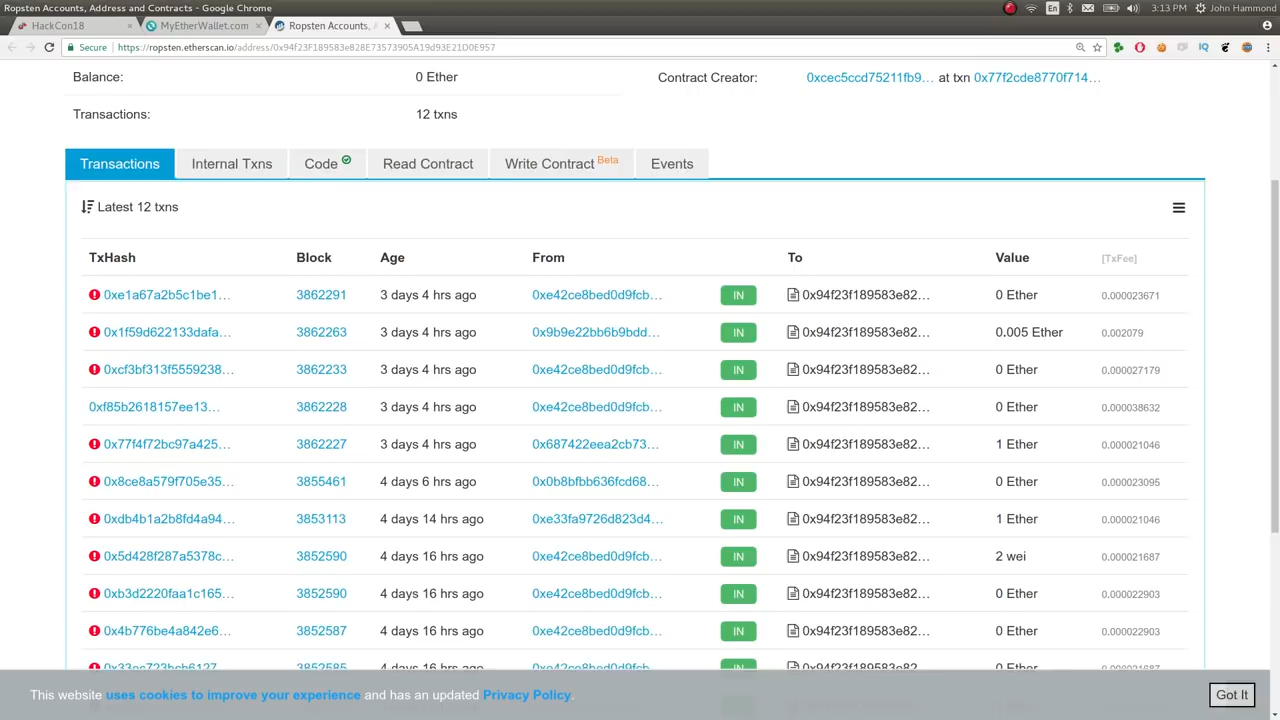 Ropsten Accounts, Address and Contracts - Google Chrome
En
3:13 PM
John Hammond
HackCon18
MyEtherWallet.com
Ropsten Accounts, A
Secure
https://ropsten.etherscan.io/address/0x94f23F189583e828E73573905A19d93E21D0E957
Balance:
0 Ether
Contract Creator:
0xcec5ccd75211fb9... at txn 0x77f2cde8770f714...
Transactions:
12 txns
Transactions
Internal Txns
Code
Read Contract
Write Contract Beta
Events
Latest 12 txns
TxHash Block Age From To Value [TxFee]
0xe1a67a2b5c1be1... 3862291 3 days 4 hrs ago 0xe42ce8bed0d9fcb... IN 0x94f23f189583e82... 0 Ether 0.000023671
0x1f59d622133dafa... 3862263 3 days 4 hrs ago 0x9b9e22bb6b9bdd... IN 0x94f23f189583e82... 0.005 Ether 0.002079
0xcf3bf313f5559238... 3862233 3 days 4 hrs ago 0xe42ce8bed0d9fcb... IN 0x94f23f189583e82... 0 Ether 0.000027179
0xf85b2618157ee13... 3862228 3 days 4 hrs ago 0xe42ce8bed0d9fcb... IN 0x94f23f189583e82... 0 Ether 0.000038632
0x77f4f72bc97a425... 3862227 3 days 4 hrs ago 0x687422eea2cb73... IN 0x94f23f189583e82... 1 Ether 0.000021046
0x8ce8a579f705e35... 3855461 4 days 6 hrs ago 0x0b8bfbb636fcd68... IN 0x94f23f189583e82... 0 Ether 0.000023095
0xdb4b1a2b8fd4a94... 3853113 4 days 14 hrs ago 0xe33fa9726d823d4... IN 0x94f23f189583e82... 1 Ether 0.000021046
0x5d428f287a5378c... 3852590 4 days 16 hrs ago 0xe42ce8bed0d9fcb... IN 0x94f23f189583e82... 2 wei 0.000021687
0xb3d2220faa1c165... 3852590 4 days 16 hrs ago 0xe42ce8bed0d9fcb... IN 0x94f23f189583e82... 0 Ether 0.000022903
0x4b776be4a842e6... 3852587 4 days 16 hrs ago 0xe42ce8bed0d9fcb... IN 0x94f23f189583e82... 0 Ether 0.000022903
3852585 4 days 16 hrs ago 0xe42ce8bed0d9fcb... IN 0x94f23f189583e82... 0 Ether 0.000021687
This website uses cookies to improve your experience and has an updated Privacy Policy.
Got It